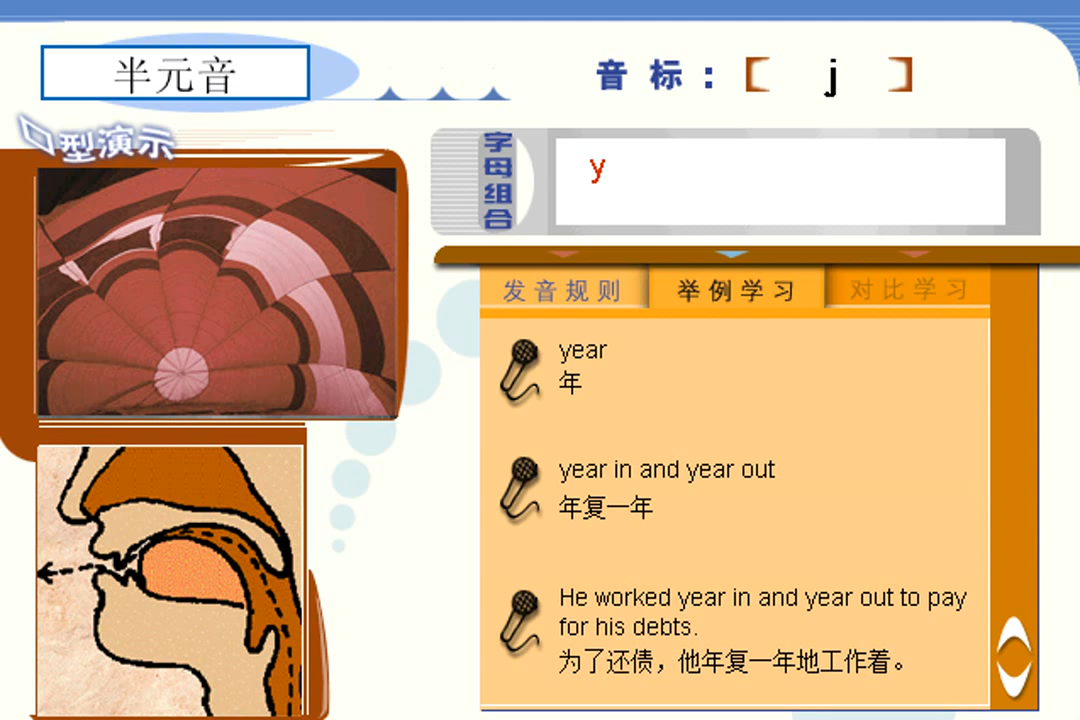 半元音
音标：[ j ]
口型演示
字母组合
y
发音规则 举例学习 对比学习
year
年
year in and year out
年复一年
He worked year in and year out to pay
for his debts.
为了还债，他年复一年地工作着。